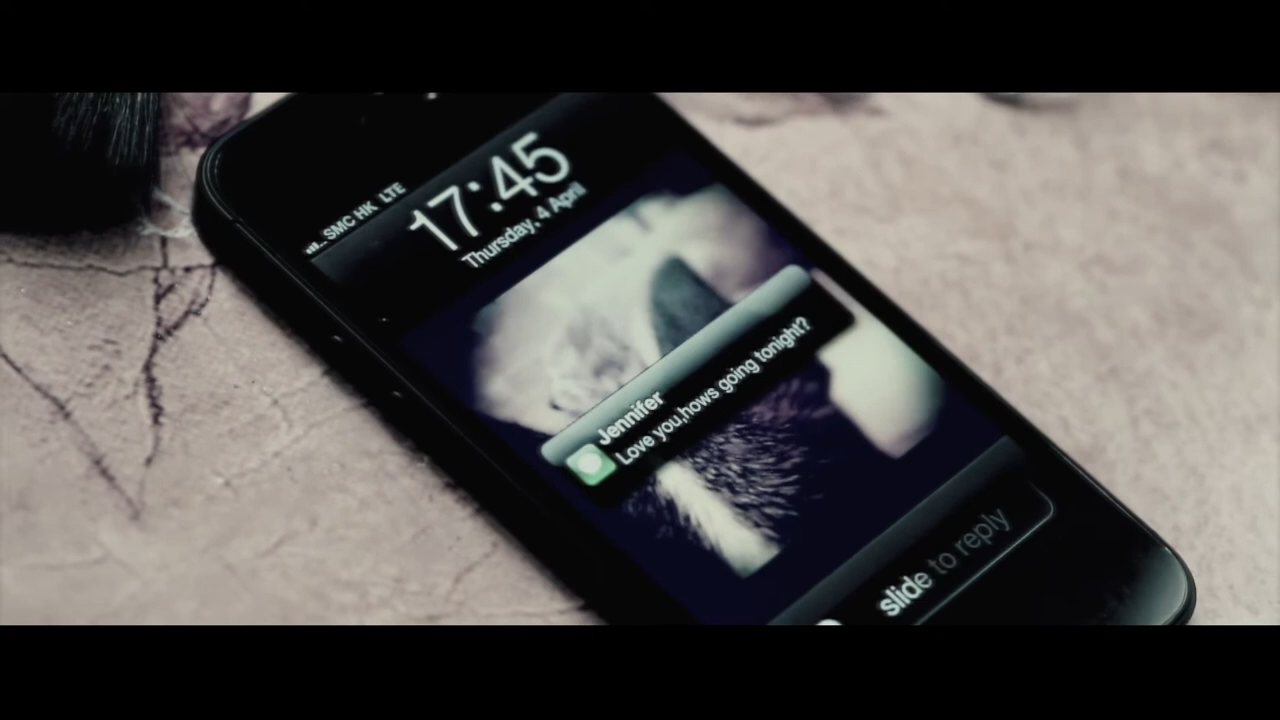 SMC HK LTE
17:45
Thursday, 4 April
Jennifer
Love you,hows going tonight?
slide to reply